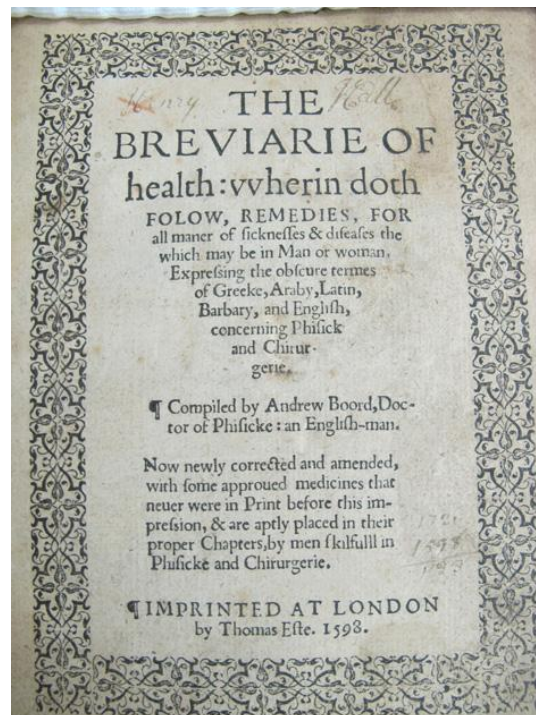 Henry Hall
THE
BREVIARIE OF
health: vvherin doth
FOLOW, REMEDIES, FOR
all maner of ſickneſſes & diſeaſes the
which may be in Man or woman.
Expreſſing the obſcure termes
of Greeke, Araby, Latin,
Barbary, and Engliſh,
concerning Phiſick
and Chirur-
gerie.
¶ Compiled by Andrew Boord, Doc-
tor of Phiſicke: an Engliſh-man.
Now newly corrected and amended,
with ſome approued medicines that
neuer were in Print before this im-
preſsion, & are aptly placed in their
proper Chapters, by men ſkilfulll in
Phiſicke and Chirurgerie.
¶ IMPRINTED AT LONDON
by Thomas Eſte. 1598.
1598